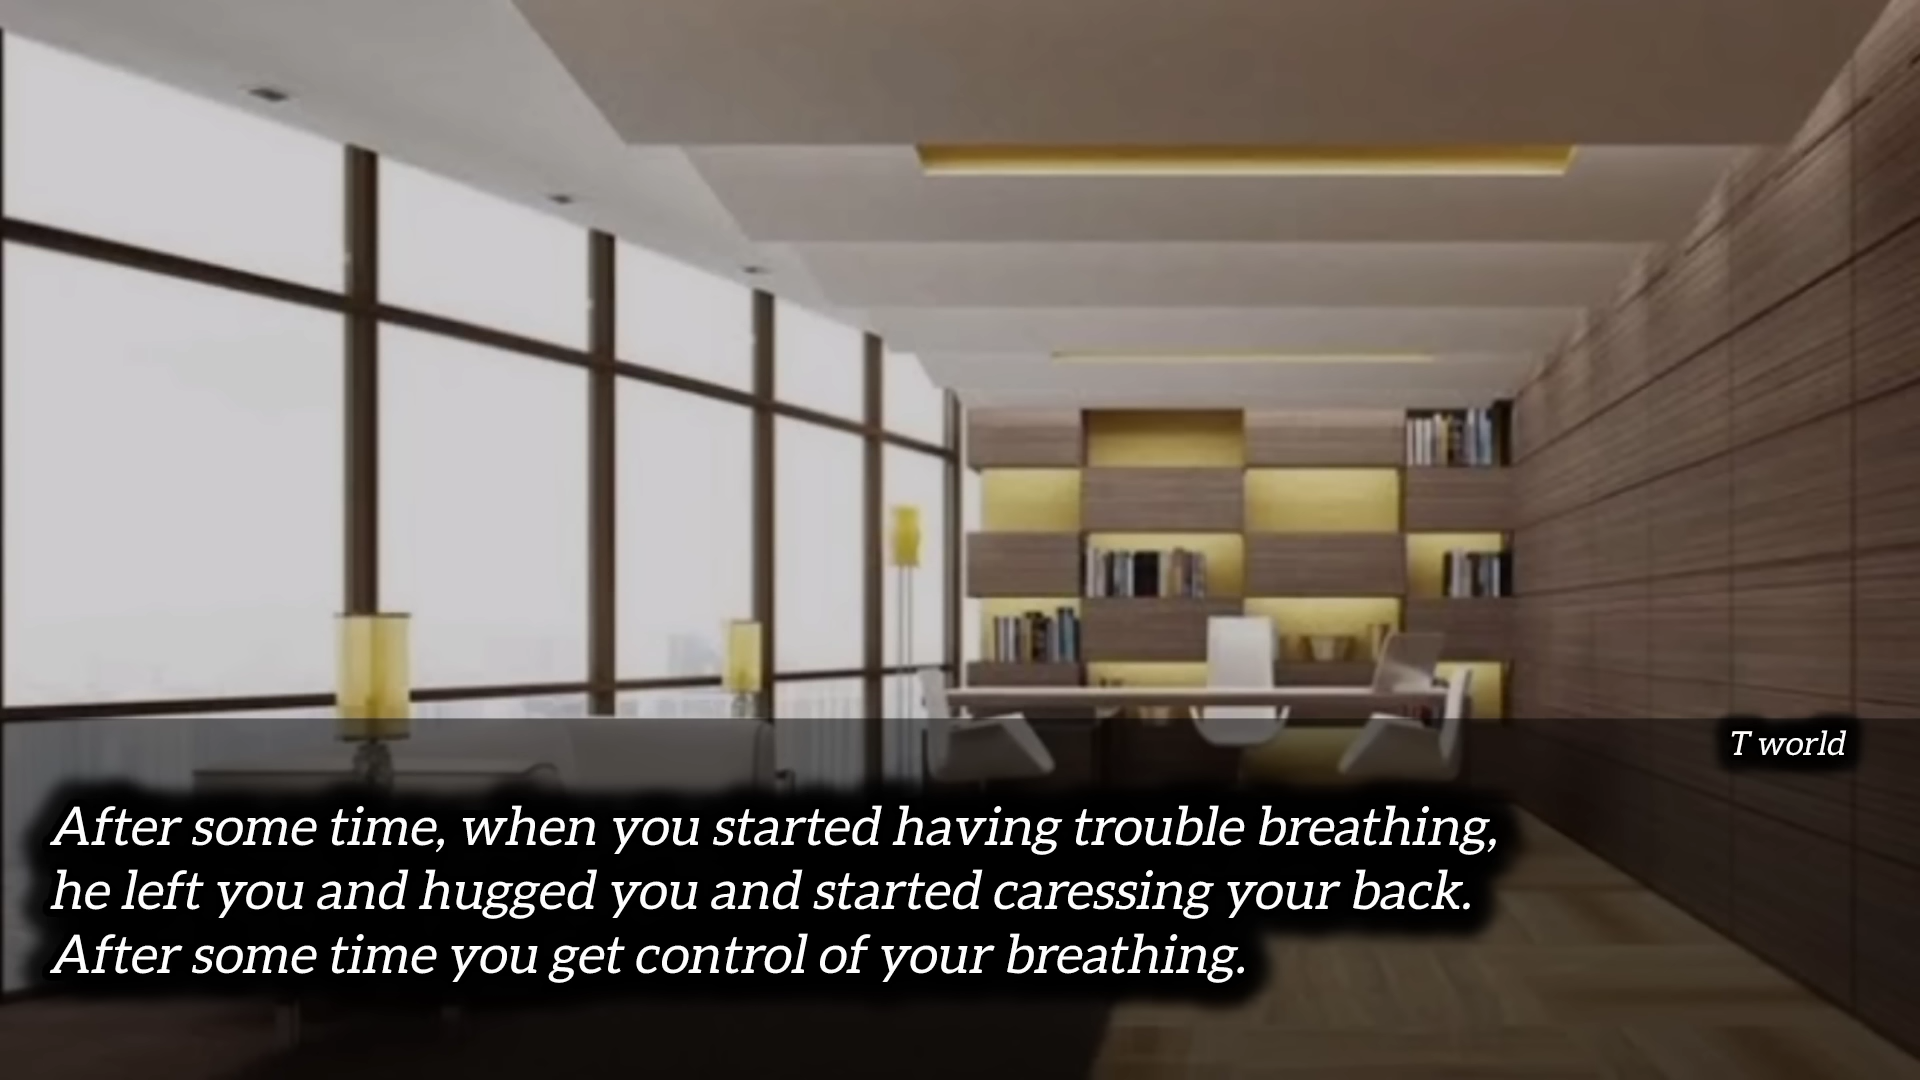 T world
After some time, when you started having trouble breathing,
he left you and hugged you and started caressing your back.
After some time you get control of your breathing.